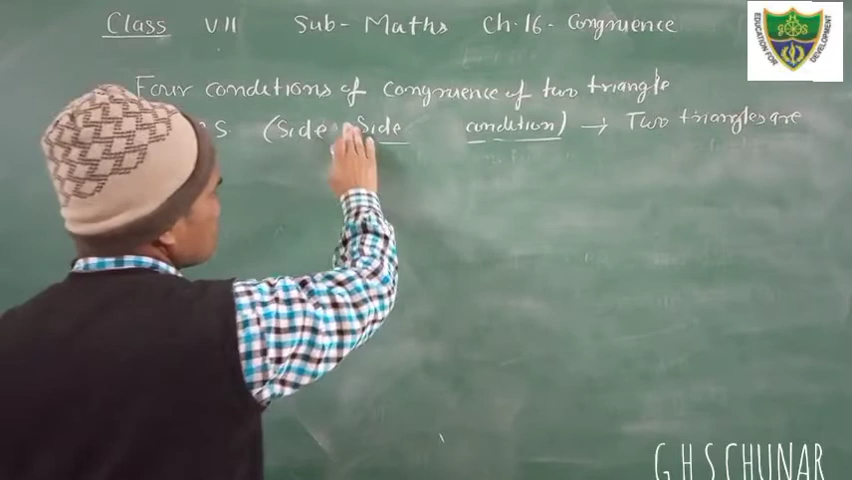 Class VII Sub- Maths Ch.16- Congruence
Four conditions of Congruence of two triangle
S. (Side Side condition) → Two triangles are
EDUCATION FOR DEVELOPMENT
G H S CHUNAR